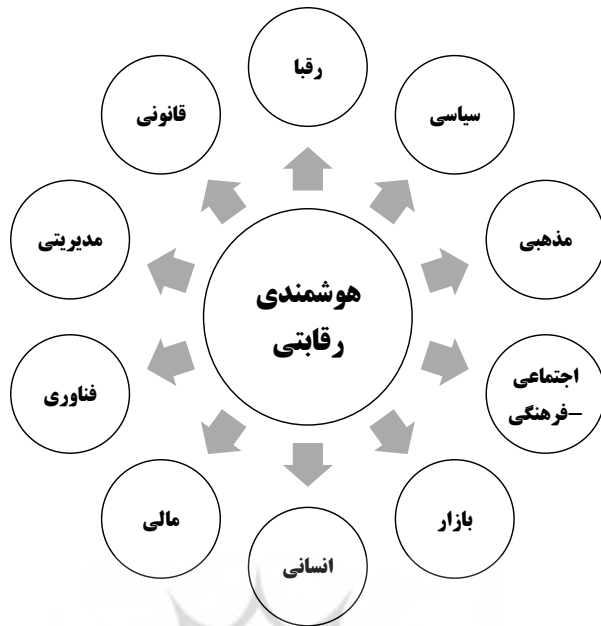 رقبا
سیاسی
مذهبی
اجتماعی
–فرهنگی
بازار
انسانی
مالی
فناوری
مدیریتی
قانونی
هوشمندی
رقابتی